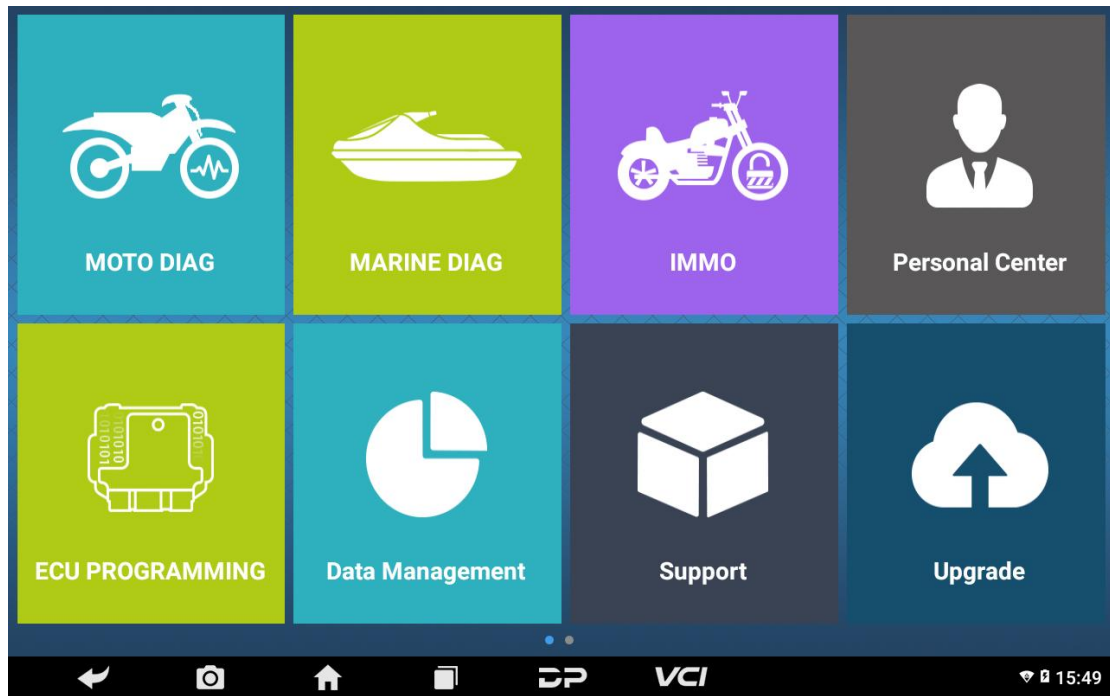 MOTO DIAG
MARINE DIAG
IMMO
Personal Center
ECU PROGRAMMING
Data Management
Support
Upgrade
DP
VCI
15:49